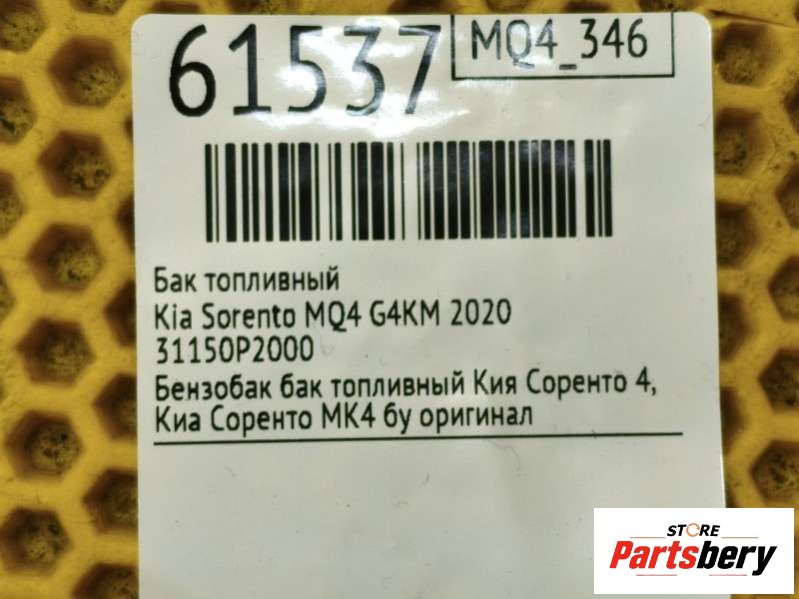 61537
MQ4_346
Бак топливный
Kia Sorento MQ4 G4KM 2020
31150P2000
Бензобак бак топливный Кия Соренто 4,
Киа Соренто МК4 бу оригинал
STORE
Partsbery